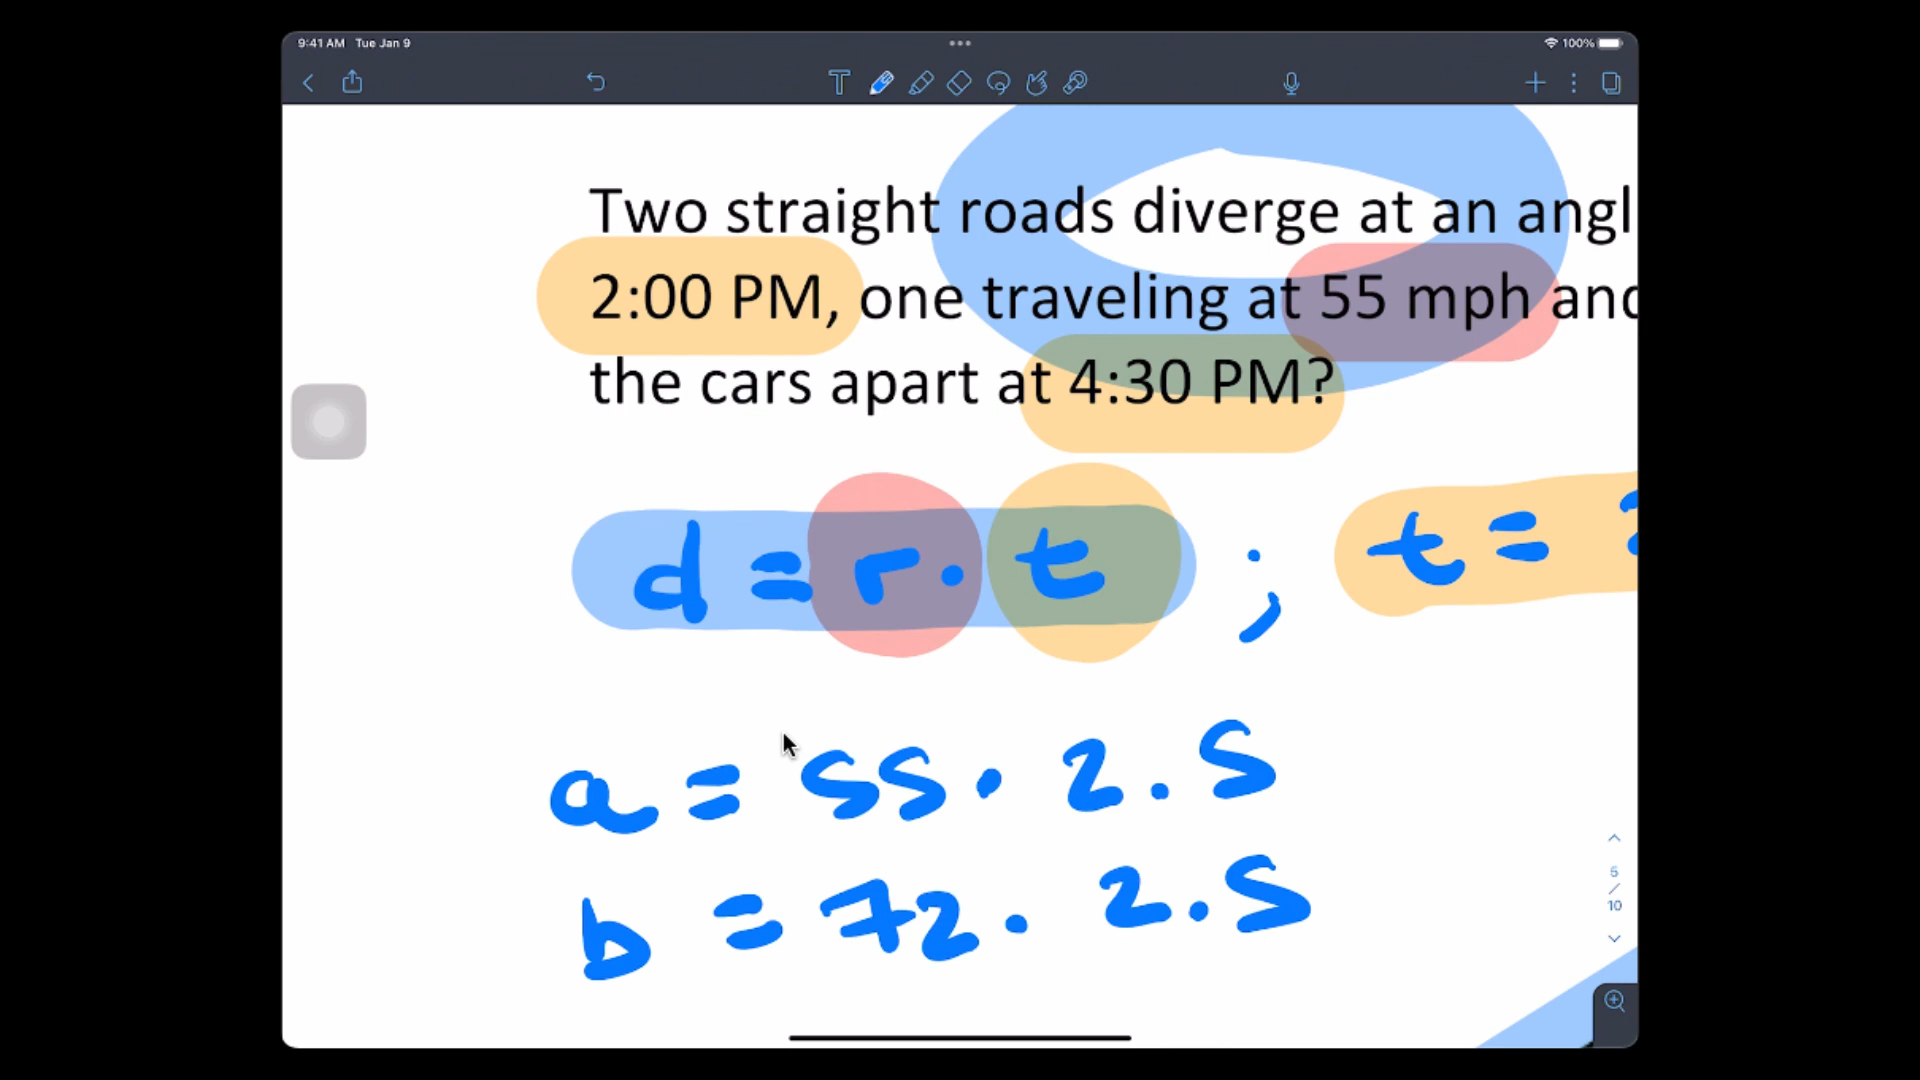 9:41 AM Tue Jan 9
100%
Two straight roads diverge at an angl
2:00 PM, one traveling at 55 mph and
the cars apart at 4:30 PM?
d = r · t ; t =
a = 55 · 2.5
b = 72 · 2.5
5
/
10